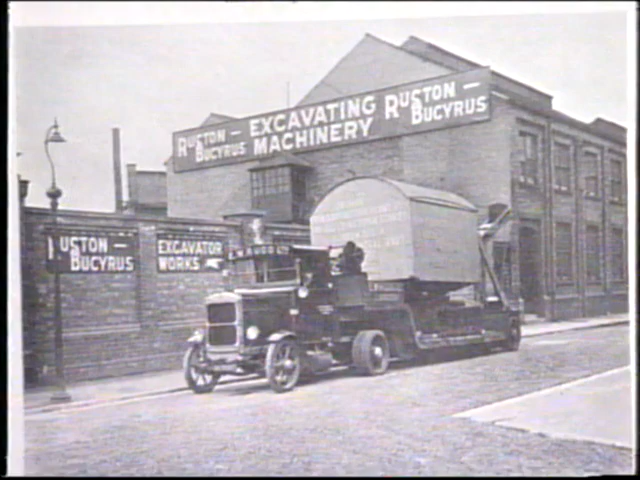 RUSTON —
BUCYRUS
EXCAVATING
MACHINERY
RUSTON —
BUCYRUS
RUSTON —
BUCYRUS
EXCAVATOR
WORKS